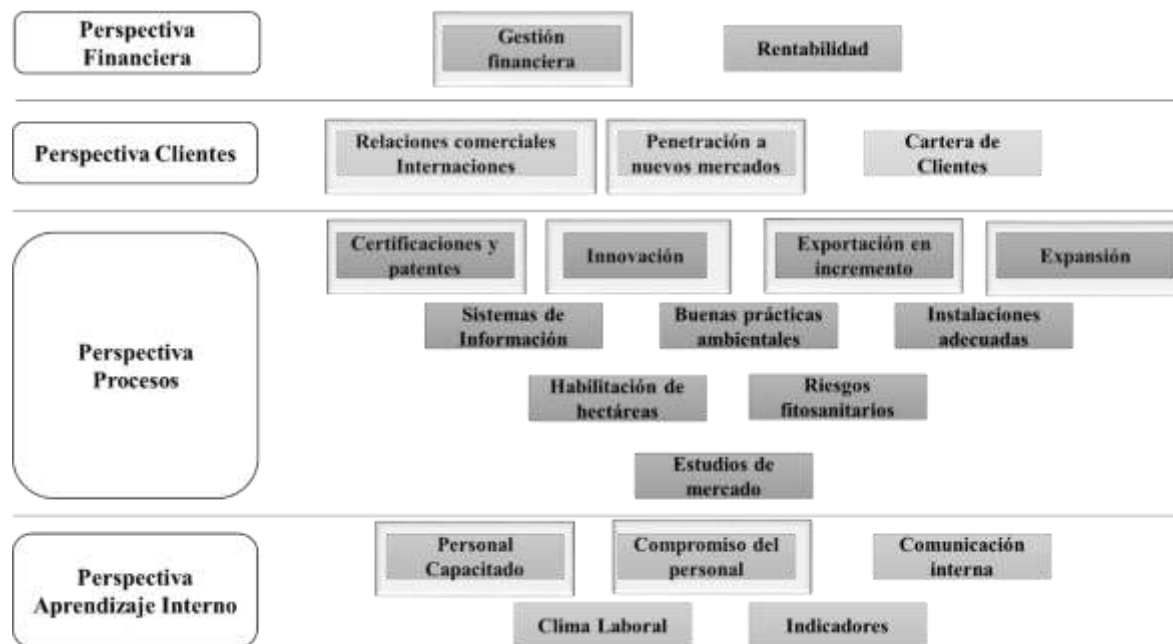 Perspectiva
Financiera
Gestión
financiera
Rentabilidad
Perspectiva Clientes
Relaciones comerciales
Internaciones
Penetración a
nuevos mercados
Cartera de
Clientes
Perspectiva
Procesos
Certificaciones y
patentes
Innovación
Exportación en
incremento
Expansión
Sistemas de
Información
Buenas prácticas
ambientales
Instalaciones
adecuadas
Habilitación de
hectáreas
Riesgos
fitosanitarios
Estudios de
mercado
Perspectiva
Aprendizaje Interno
Personal
Capacitado
Compromiso del
personal
Comunicación
interna
Clima Laboral
Indicadores